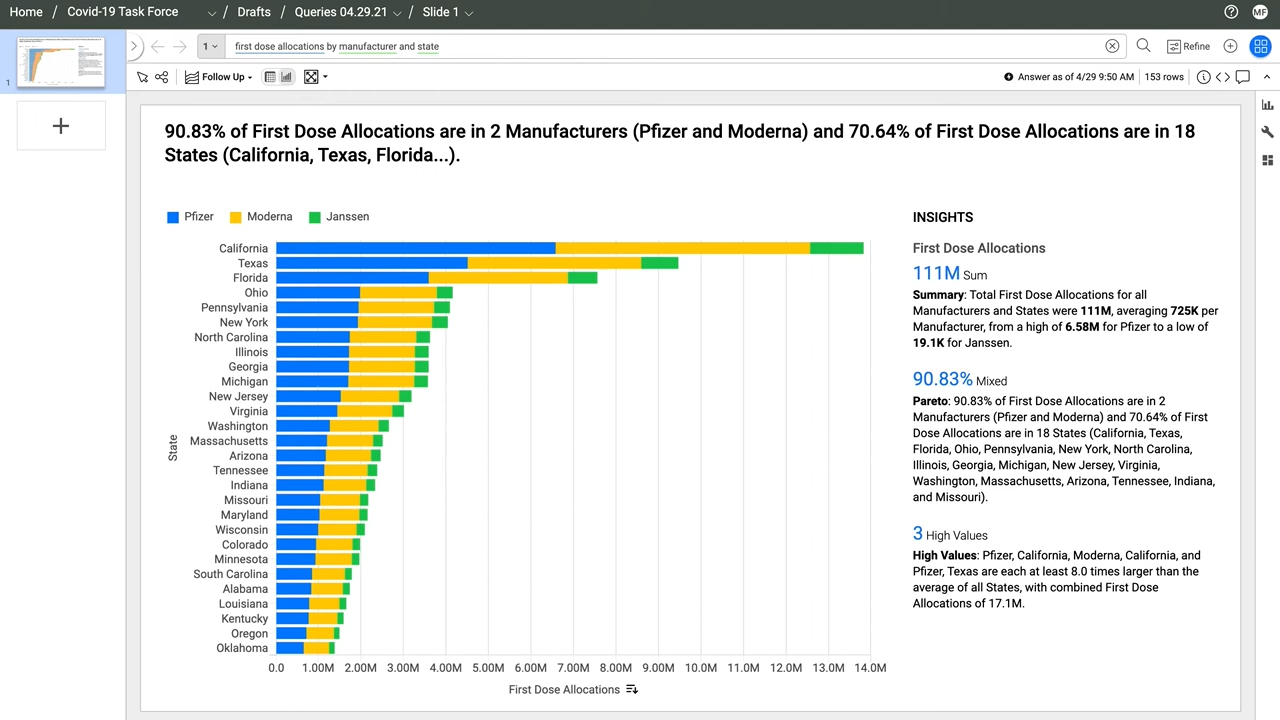 Home / Covid-19 Task Force / Drafts / Queries 04.29.21 / Slide 1
MF
1
1
first dose allocations by manufacturer and state
Refine
Follow Up
Answer as of 4/29 9:50 AM
153 rows
90.83% of First Dose Allocations are in 2 Manufacturers (Pfizer and Moderna) and 70.64% of First Dose Allocations are in 18
States (California, Texas, Florida...).
Pfizer
Moderna
Janssen
State
California
Texas
Florida
Ohio
Pennsylvania
New York
North Carolina
Illinois
Georgia
Michigan
New Jersey
Virginia
Washington
Massachusetts
Arizona
Tennessee
Indiana
Missouri
Maryland
Wisconsin
Colorado
Minnesota
South Carolina
Alabama
Louisiana
Kentucky
Oregon
Oklahoma
0.0 1.00M 2.00M 3.00M 4.00M 5.00M 6.00M 7.00M 8.00M 9.00M 10.0M 11.0M 12.0M 13.0M 14.0M
First Dose Allocations
INSIGHTS
First Dose Allocations
111M Sum
Summary: Total First Dose Allocations for all
Manufacturers and States were 111M, averaging 725K per
Manufacturer, from a high of 6.58M for Pfizer to a low of
19.1K for Janssen.
90.83% Mixed
Pareto: 90.83% of First Dose Allocations are in 2
Manufacturers (Pfizer and Moderna) and 70.64% of First
Dose Allocations are in 18 States (California, Texas,
Florida, Ohio, Pennsylvania, New York, North Carolina,
Illinois, Georgia, Michigan, New Jersey, Virginia,
Washington, Massachusetts, Arizona, Tennessee, Indiana,
and Missouri).
3 High Values
High Values: Pfizer, California, Moderna, California, and
Pfizer, Texas are each at least 8.0 times larger than the
average of all States, with combined First Dose
Allocations of 17.1M.